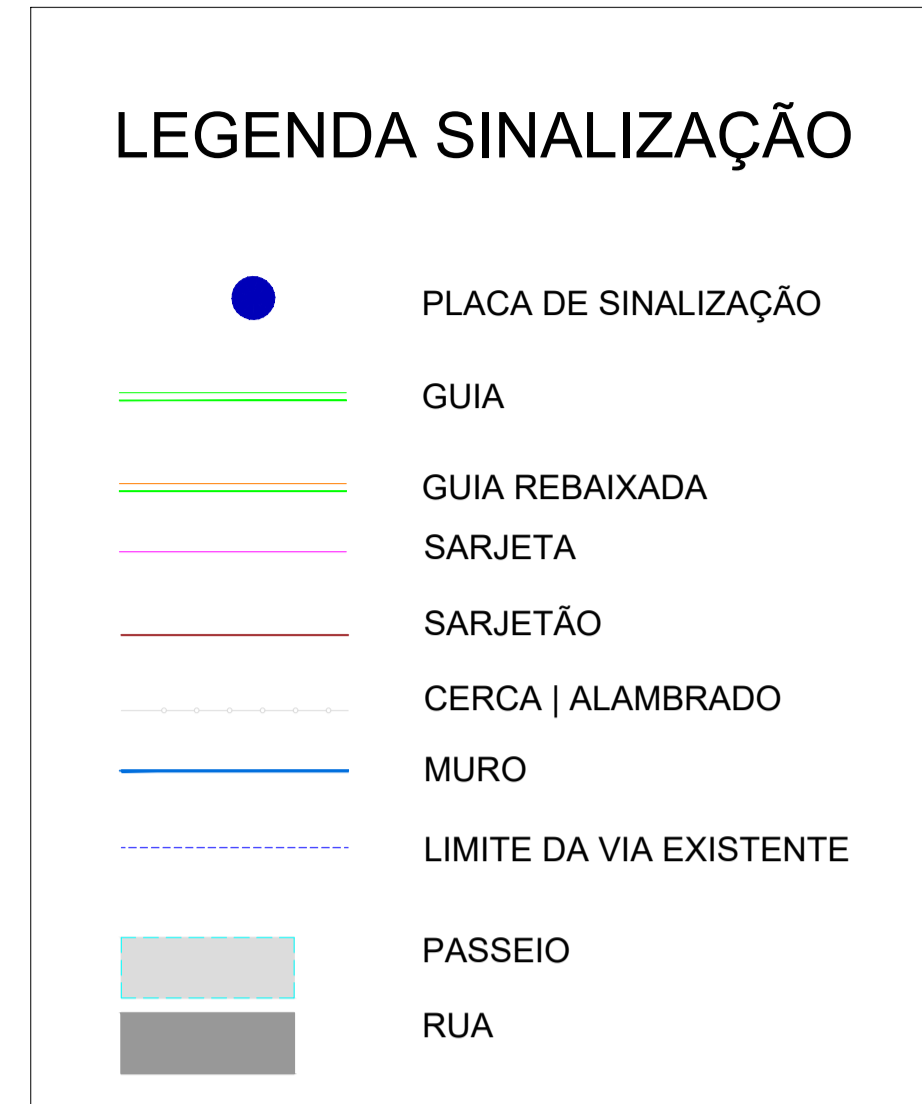 LEGENDA SINALIZAÇÃO
PLACA DE SINALIZAÇÃO
GUIA
GUIA REBAIXADA
SARJETA
SARJETÃO
CERCA | ALAMBRADO
MURO
LIMITE DA VIA EXISTENTE
PASSEIO
RUA